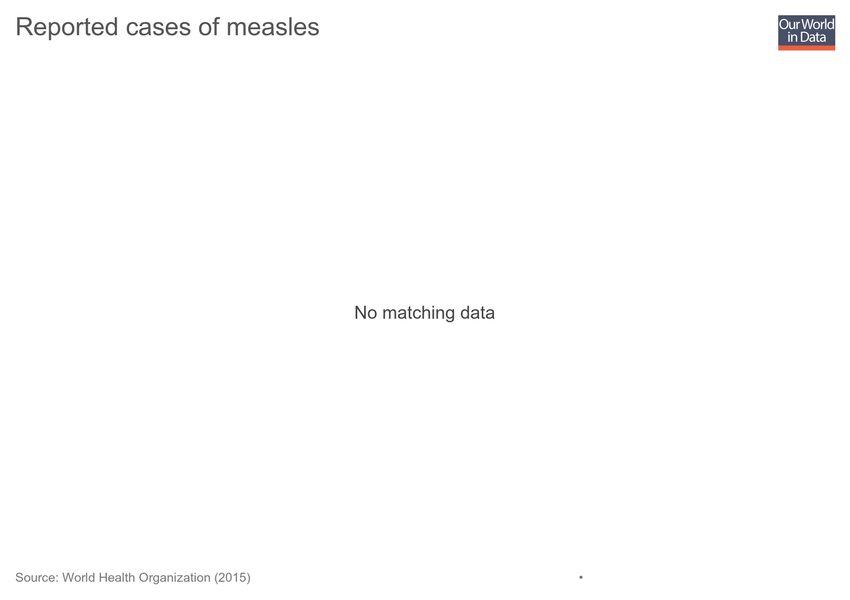 Reported cases of measles
Our World
in Data
No matching data
Source: World Health Organization (2015)
•